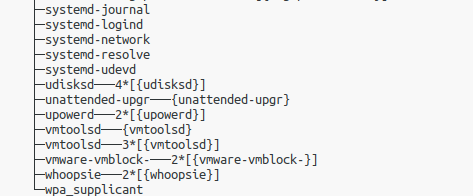 ├─systemd-journal
├─systemd-logind
├─systemd-network
├─systemd-resolve
├─systemd-udevd
├─udisksd───4*[{udisksd}]
├─unattended-upgr───{unattended-upgr}
├─upowerd───2*[{upowerd}]
├─vmtoolsd───{vmtoolsd}
├─vmtoolsd───3*[{vmtoolsd}]
├─vmware-vmblock-───2*[{vmware-vmblock-}]
├─whoopsie───2*[{whoopsie}]
└─wpa_supplicant